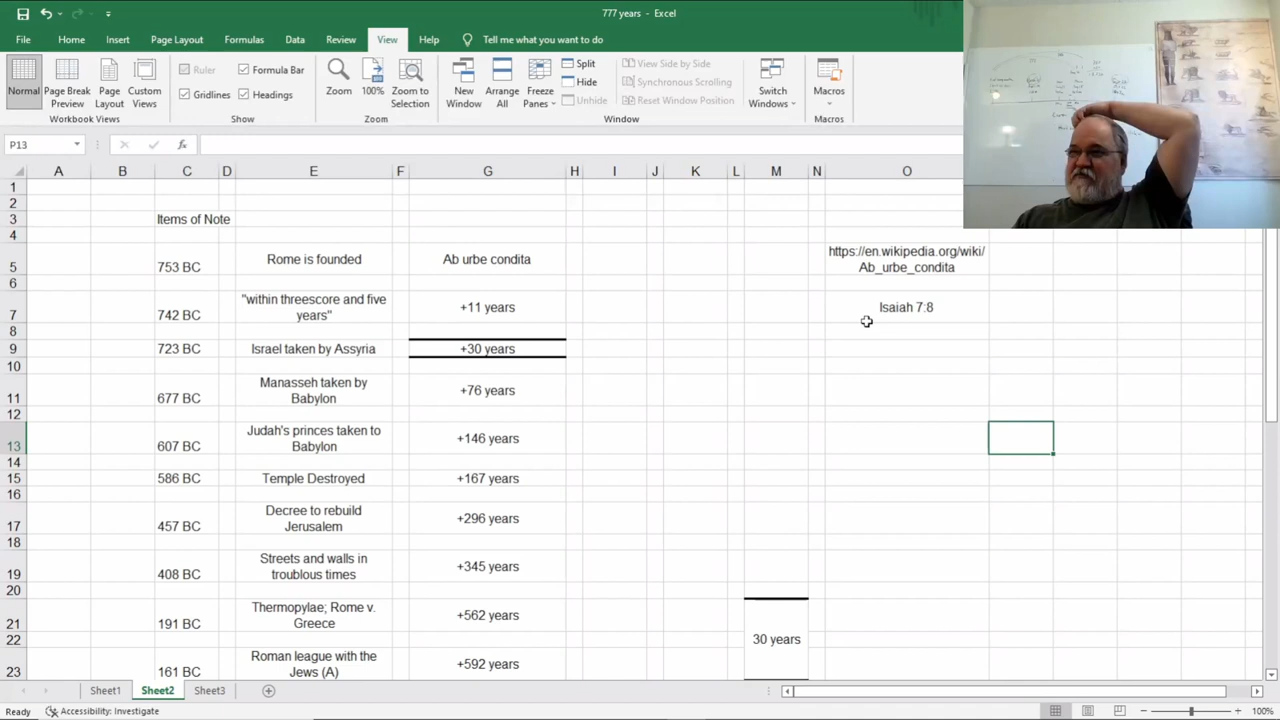 777 years - Excel
File Home Insert Page Layout Formulas Data Review View Help Tell me what you want to do
Normal
Page Break Preview
Page Layout
Custom Views
Workbook Views
Ruler
Formula Bar
Gridlines
Headings
Show
Zoom
100%
Zoom to Selection
Zoom
New Window
Arrange All
Freeze Panes
Split
Hide
Unhide
View Side by Side
Synchronous Scrolling
Reset Window Position
Window
Switch Windows
Macros
Macros
P13
fx
A B C D E F G H I J K L M N O
1
2
3 Items of Note
4
https://en.wikipedia.org/wiki/
5 753 BC Rome is founded Ab urbe condita Ab_urbe_condita
6
"within threescore and five
7 742 BC years" +11 years Isaiah 7:8
8
9 723 BC Israel taken by Assyria +30 years
10
Manasseh taken by
11 677 BC Babylon +76 years
12
Judah's princes taken to
13 607 BC Babylon +146 years
14
15 586 BC Temple Destroyed +167 years
16
Decree to rebuild
17 457 BC Jerusalem +296 years
18
Streets and walls in
19 408 BC troublous times +345 years
20
Thermopylae; Rome v.
21 191 BC Greece +562 years
22 30 years
Roman league with the
23 161 BC Jews (A) +592 years
Sheet1 Sheet2 Sheet3
Ready Accessibility: Investigate 100%